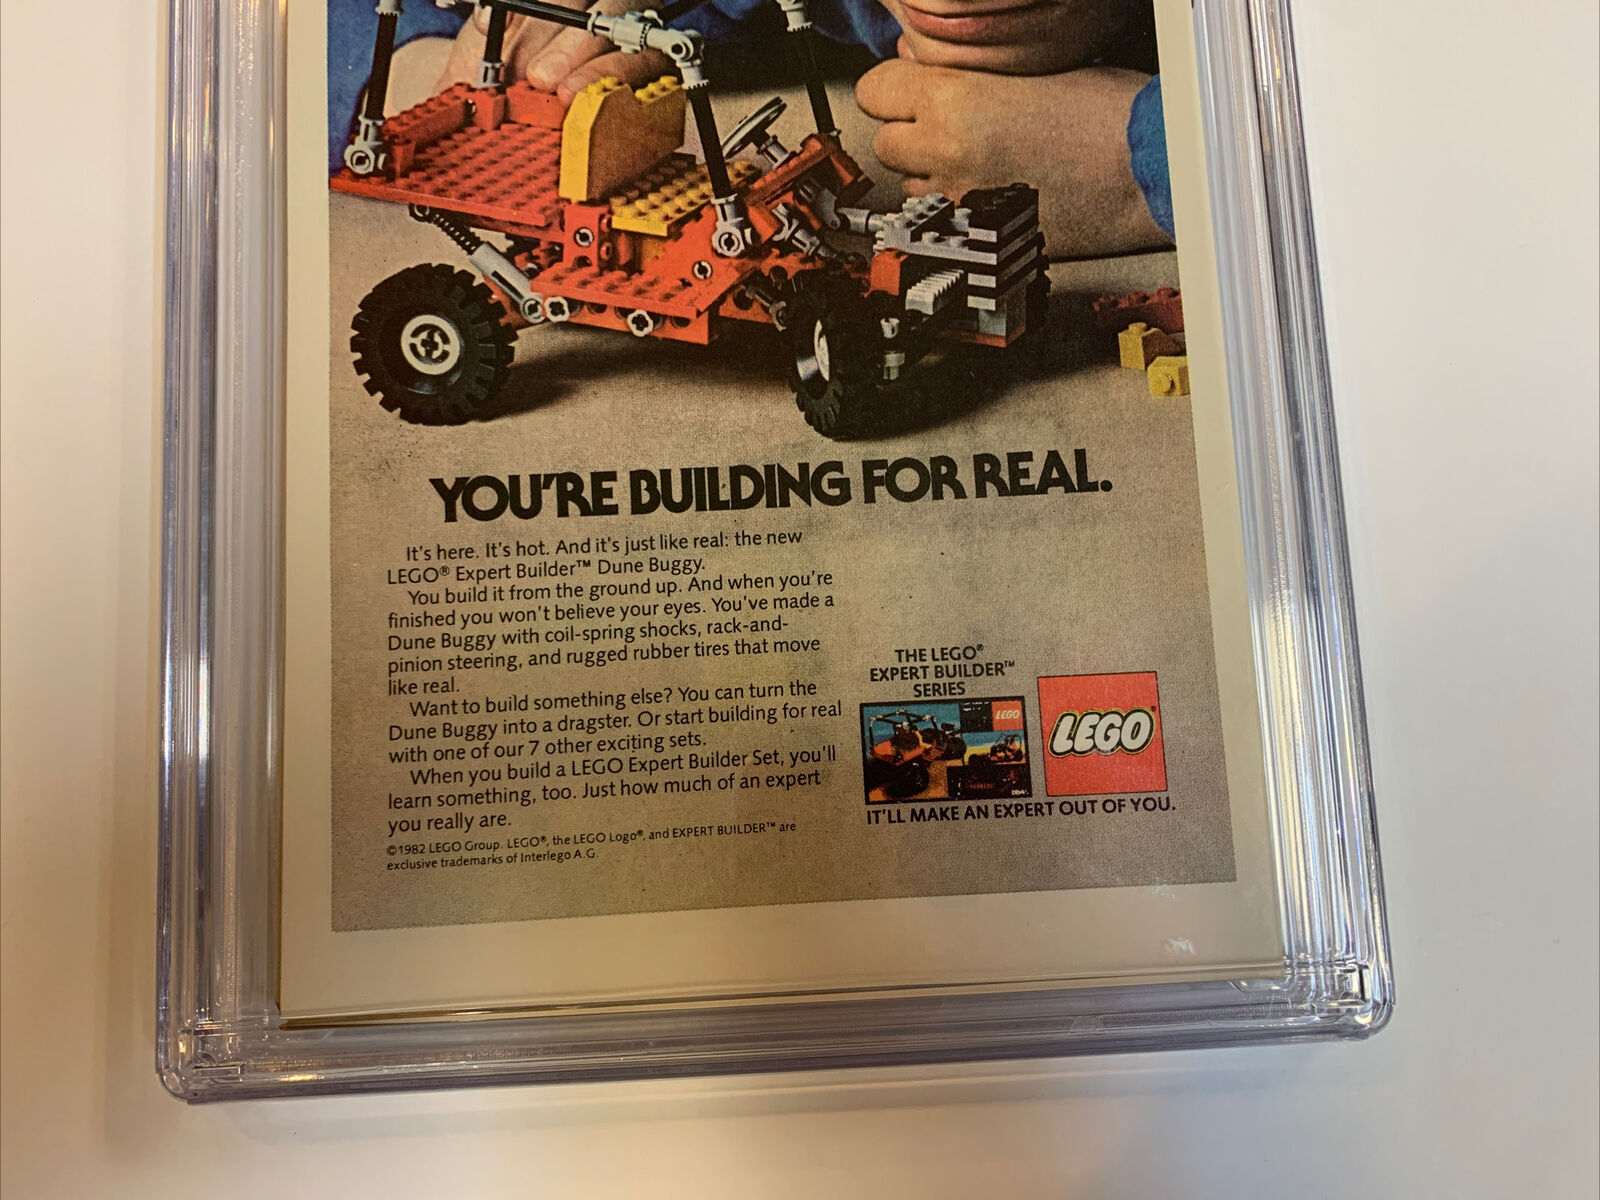 YOU'RE BUILDING FOR REAL.
It's here. It's hot. And it's just like real: the new
LEGO® Expert Builder™ Dune Buggy.
You build it from the ground up. And when you're
finished you won't believe your eyes. You've made a
Dune Buggy with coil-spring shocks, rack-and-
pinion steering, and rugged rubber tires that move
like real.
Want to build something else? You can turn the
Dune Buggy into a dragster. Or start building for real
with one of our 7 other exciting sets.
When you build a LEGO Expert Builder Set, you'll
learn something, too. Just how much of an expert
you really are.
©1982 LEGO Group. LEGO®, the LEGO Logo®, and EXPERT BUILDER™ are
exclusive trademarks of Interlego A.G.
THE LEGO®
EXPERT BUILDER™
SERIES
LEGO
LEGO®
IT'LL MAKE AN EXPERT OUT OF YOU.